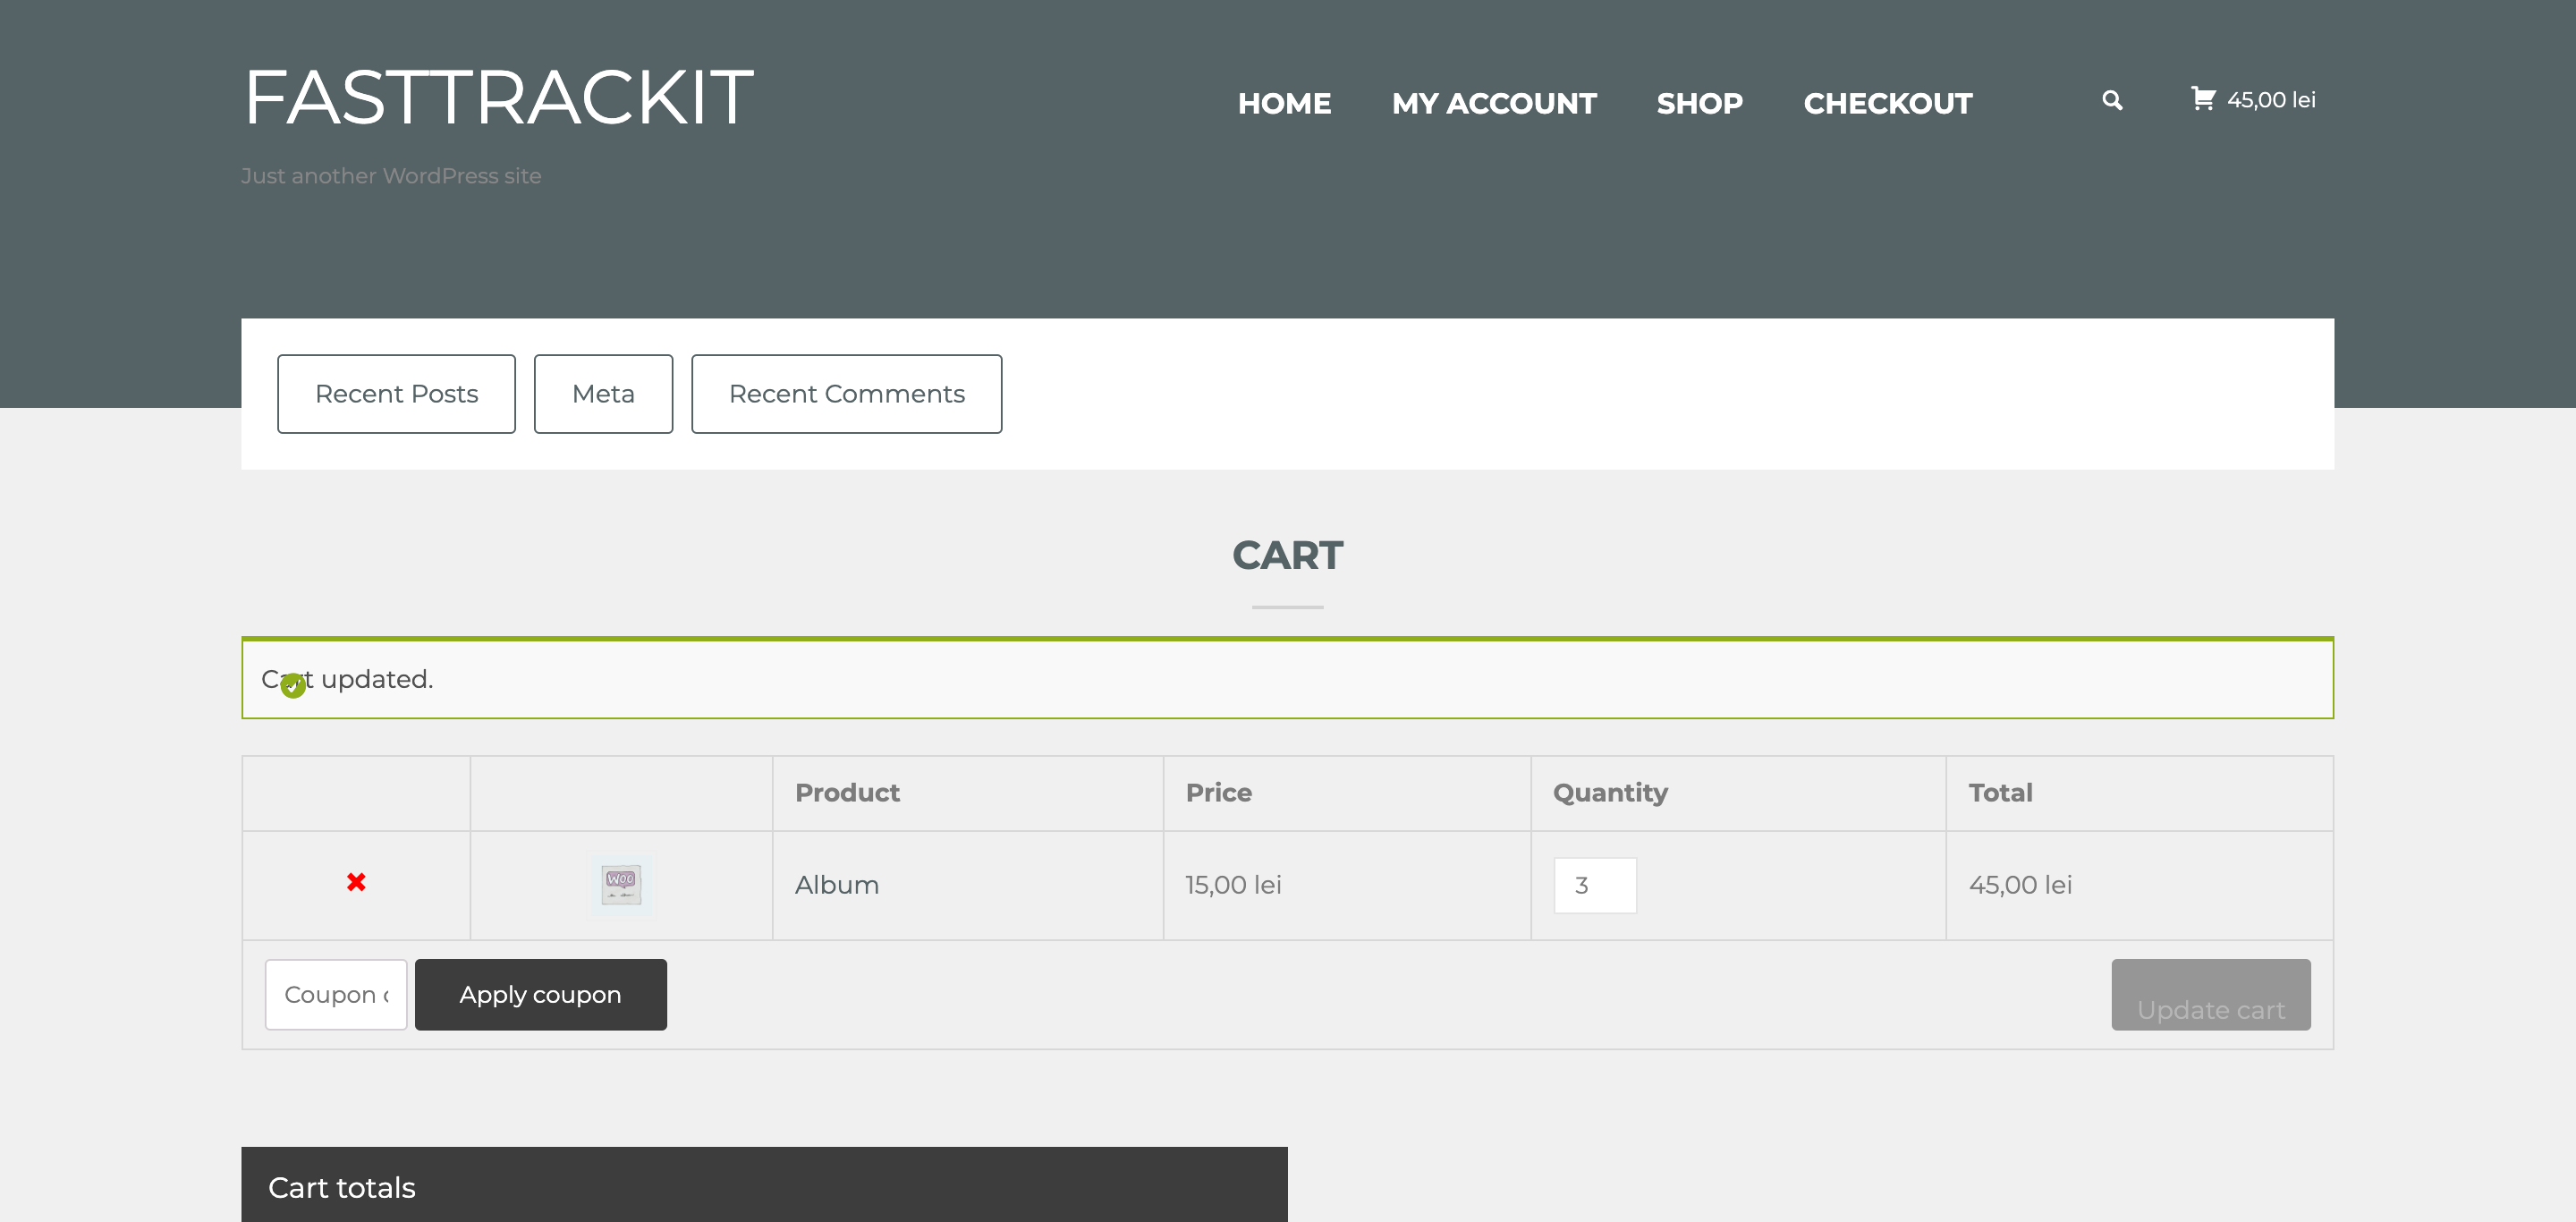 FASTTRACKIT
HOME MY ACCOUNT SHOP CHECKOUT 45,00 lei
Just another WordPress site
Recent Posts Meta Recent Comments
CART
Cart updated.
Product Price Quantity Total
WOO
Album 15,00 lei 3 45,00 lei
Coupon c Apply coupon Update cart
Cart totals